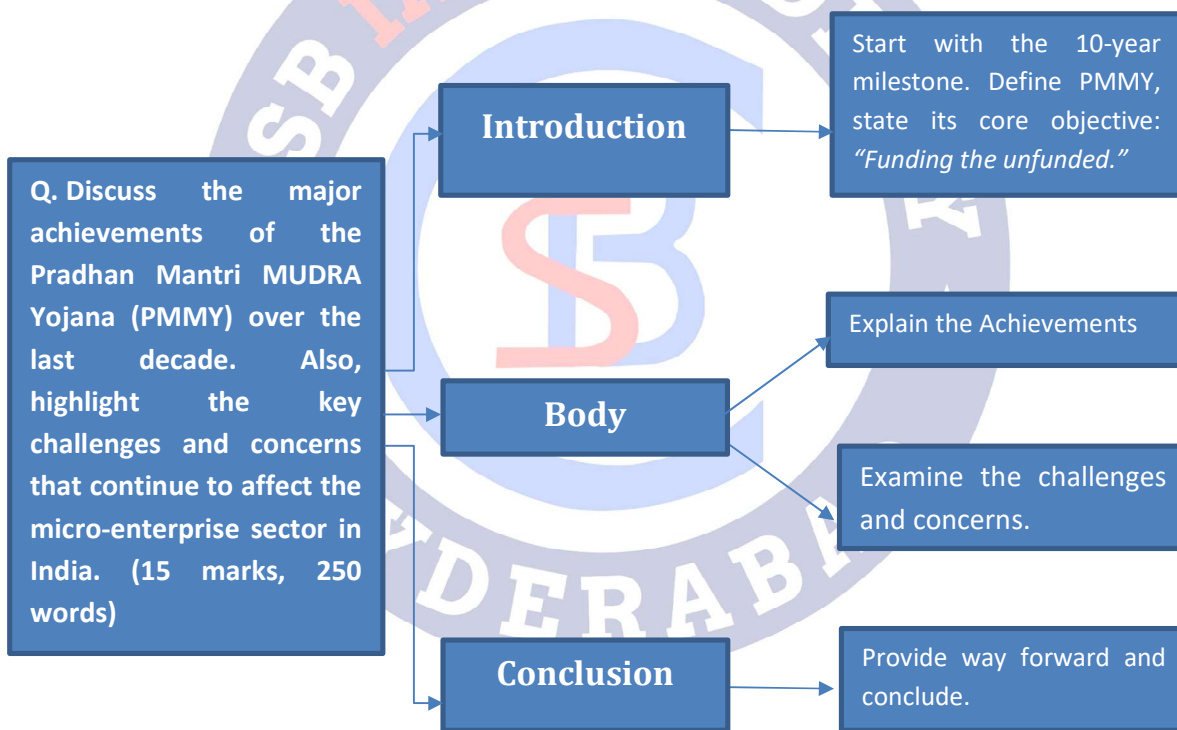 Q. Discuss the major
achievements of the
Pradhan Mantri MUDRA
Yojana (PMMY) over the
last decade. Also,
highlight the key
challenges and concerns
that continue to affect the
micro-enterprise sector in
India. (15 marks, 250
words)
Introduction
Start with the 10-year
milestone. Define PMMY,
state its core objective:
“Funding the unfunded.”
Body
Explain the Achievements
Examine the challenges
and concerns.
Conclusion
Provide way forward and
conclude.
SB